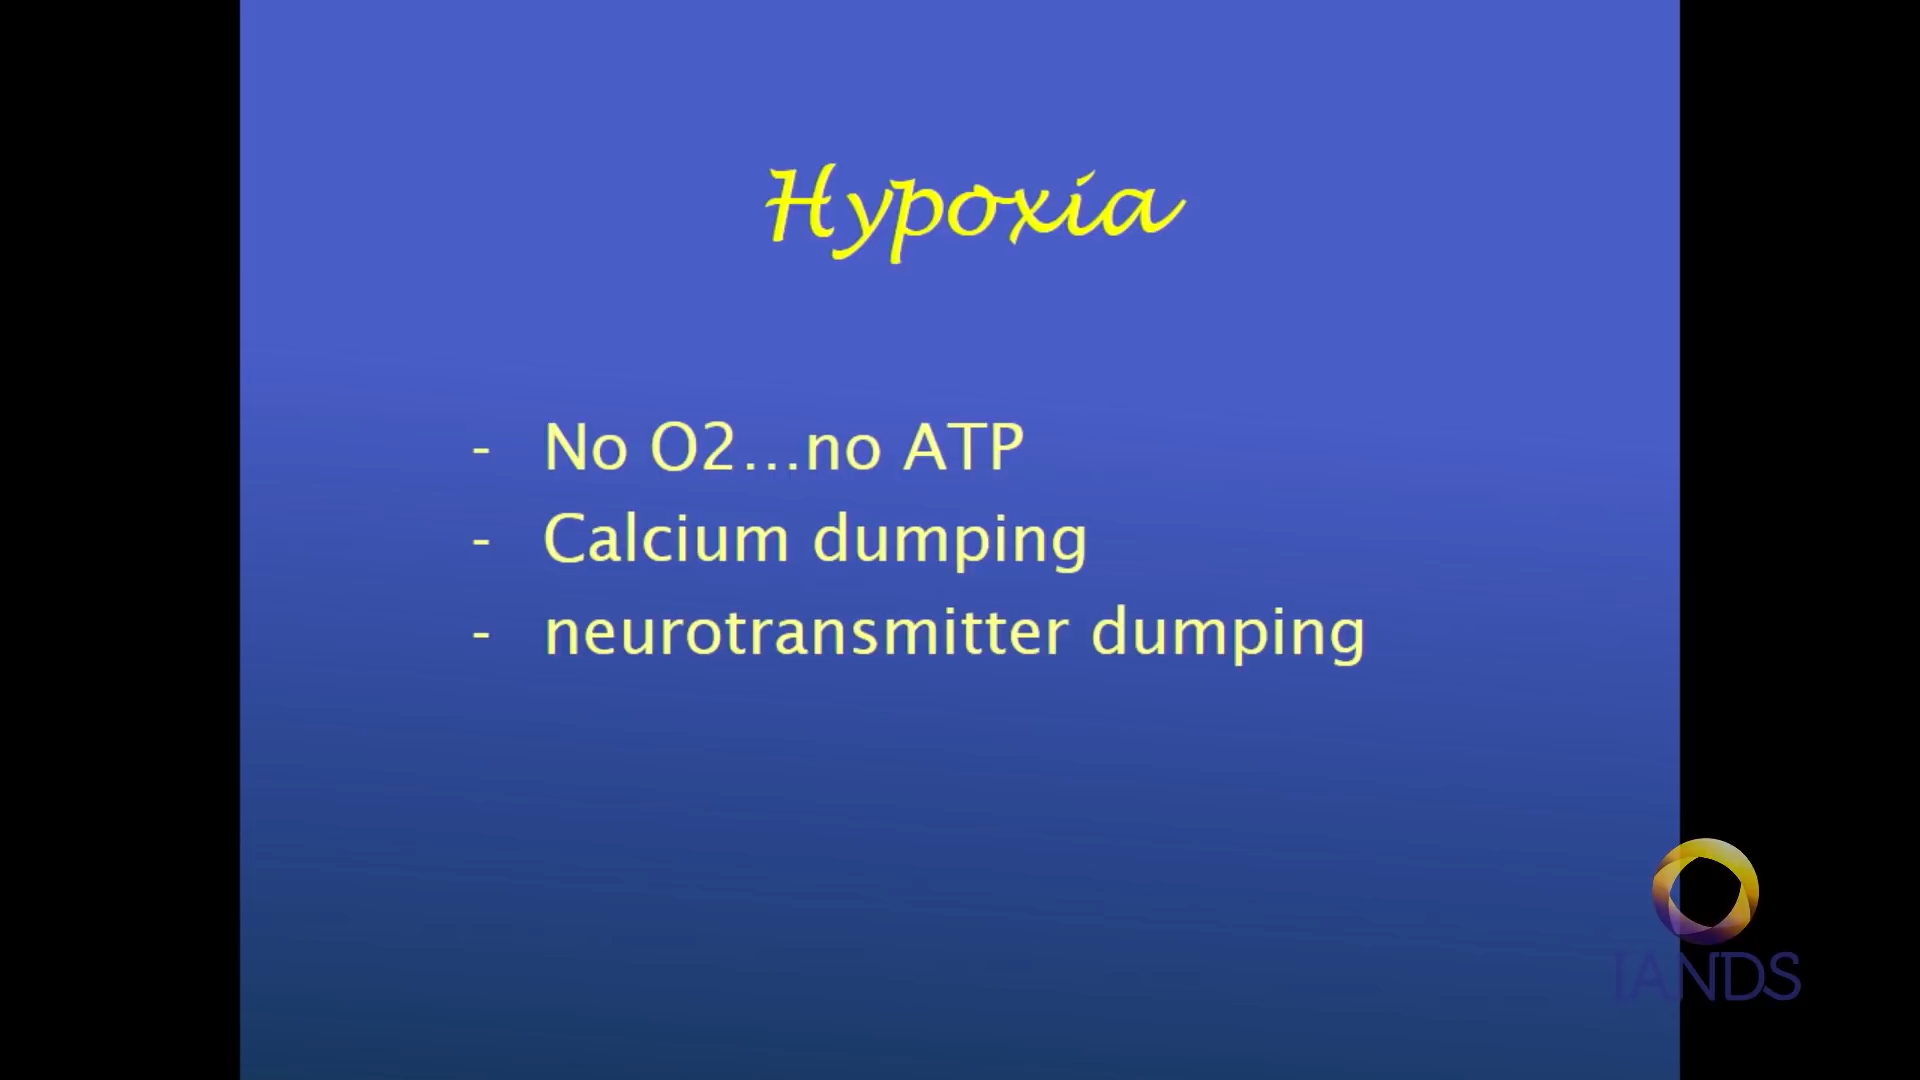 Hypoxia
- No O2...no ATP
- Calcium dumping
- neurotransmitter dumping
IANDS